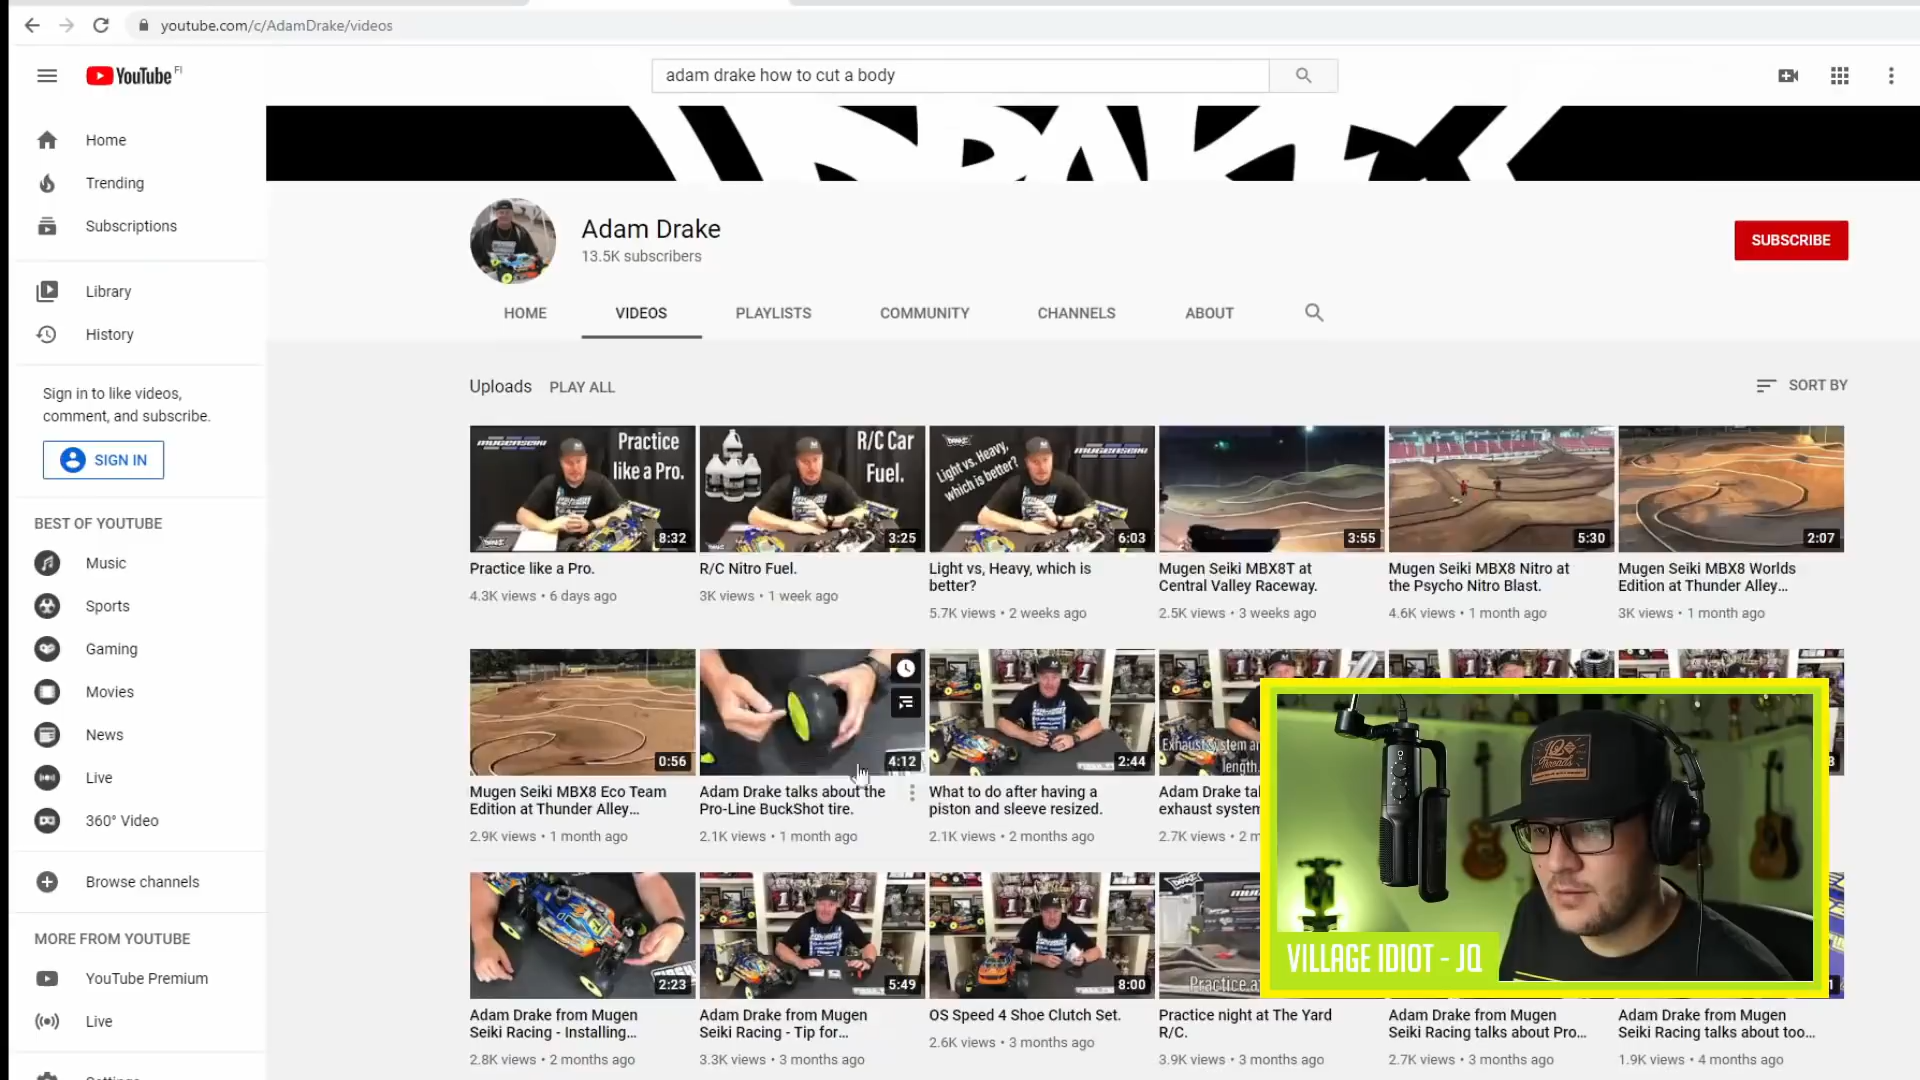 youtube.com/c/AdamDrake/videos
YouTube FI
adam drake how to cut a body
Home
Trending
Subscriptions
Library
History
Sign in to like videos,
comment, and subscribe.
SIGN IN
BEST OF YOUTUBE
Music
Sports
Gaming
Movies
News
Live
360° Video
Browse channels
MORE FROM YOUTUBE
YouTube Premium
Live
Adam Drake
13.5K subscribers
SUBSCRIBE
HOME VIDEOS PLAYLISTS COMMUNITY CHANNELS ABOUT
Uploads PLAY ALL
SORT BY
MUGENSEIKI
Practice
like a Pro.
8:32
Practice like a Pro.
4.3K views • 6 days ago
R/C Car
Fuel.
3:25
R/C Nitro Fuel.
3K views • 1 week ago
Light vs. Heavy,
which is better?
MUGENSEIKI
6:03
Light vs, Heavy, which is
better?
5.7K views • 2 weeks ago
3:55
Mugen Seiki MBX8T at
Central Valley Raceway.
2.5K views • 3 weeks ago
5:30
Mugen Seiki MBX8 Nitro at
the Psycho Nitro Blast.
4.6K views • 1 month ago
2:07
Mugen Seiki MBX8 Worlds
Edition at Thunder Alley...
3K views • 1 month ago
0:56
Mugen Seiki MBX8 Eco Team
Edition at Thunder Alley...
2.9K views • 1 month ago
4:12
Adam Drake talks about the
Pro-Line BuckShot tire.
2.1K views • 1 month ago
2:44
What to do after having a
piston and sleeve resized.
2.1K views • 2 months ago
Exhaust system an
length.
Adam Drake tal
exhaust system
2.7K views • 2 m
2:23
Adam Drake from Mugen
Seiki Racing - Installing...
2.8K views • 2 months ago
5:49
Adam Drake from Mugen
Seiki Racing - Tip for...
3.3K views • 3 months ago
8:00
OS Speed 4 Shoe Clutch Set.
2.6K views • 3 months ago
Practice a
Practice night at The Yard
R/C.
3.9K views • 3 months ago
Adam Drake from Mugen
Seiki Racing talks about Pro...
2.7K views • 3 months ago
Adam Drake from Mugen
Seiki Racing talks about too...
1.9K views • 4 months ago
JQ
Threads
VILLAGE IDIOT - JQ